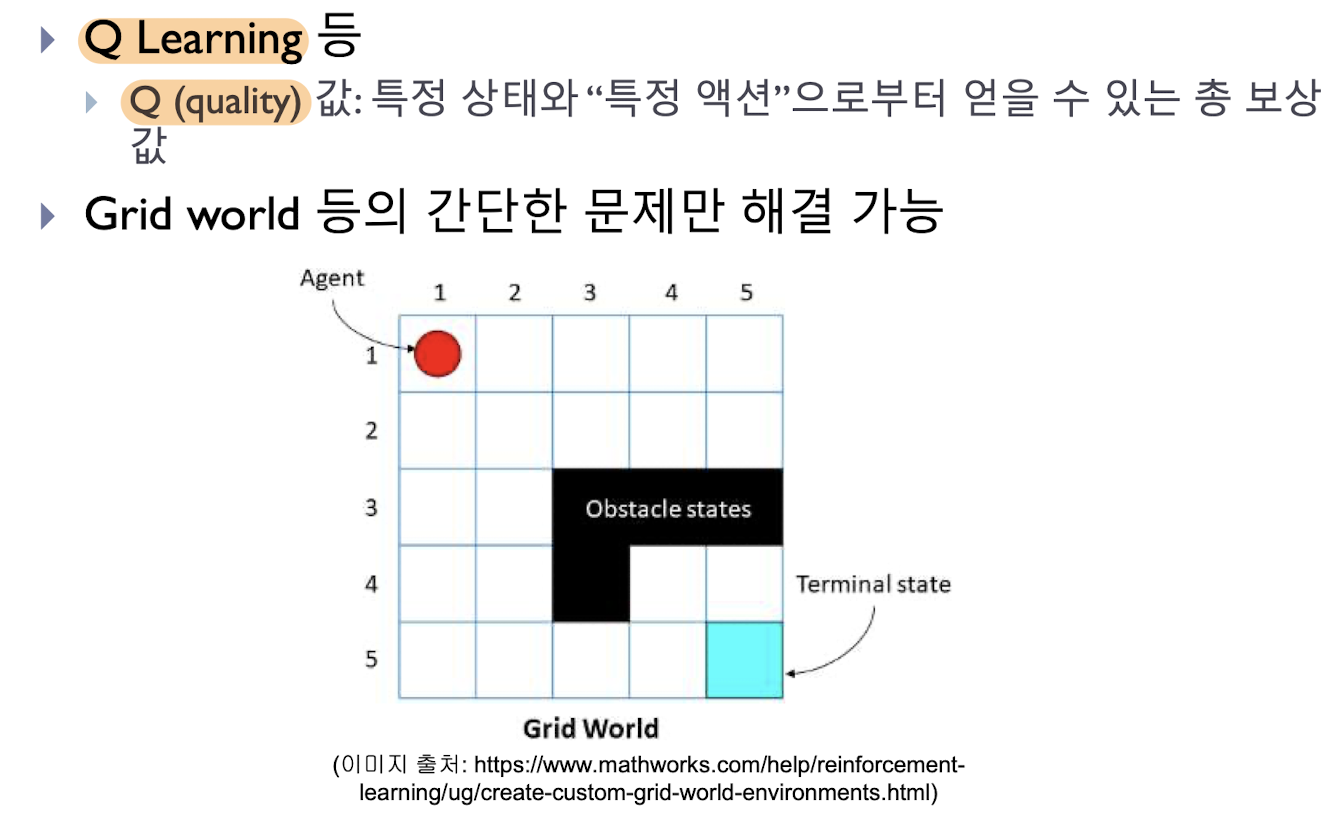 Q Learning 등
Q (quality) 값: 특정 상태와 “특정 액션”으로부터 얻을 수 있는 총 보상
값
Grid world 등의 간단한 문제만 해결 가능
Agent
1 2 3 4 5
1
2
3
Obstacle states
4
Terminal state
5
Grid World
(이미지 출처: https://www.mathworks.com/help/reinforcement-
learning/ug/create-custom-grid-world-environments.html)